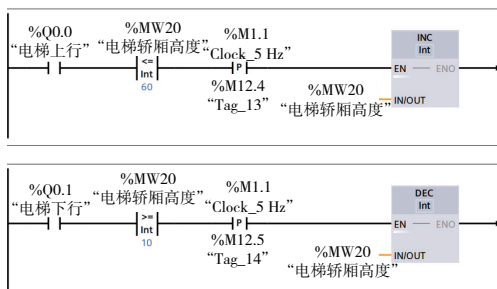 %Q0.0
“电梯上行”
%MW20
“电梯轿厢高度”
<=
Int
60
%M1.1
“Clock_5 Hz”
P
%M12.4
“Tag_13”
INC
Int
EN
ENO
%MW20
“电梯轿厢高度”
IN/OUT
%Q0.1
“电梯下行”
%MW20
“电梯轿厢高度”
>=
Int
10
%M1.1
“Clock_5 Hz”
P
%M12.5
“Tag_14”
DEC
Int
EN
ENO
%MW20
“电梯轿厢高度”
IN/OUT